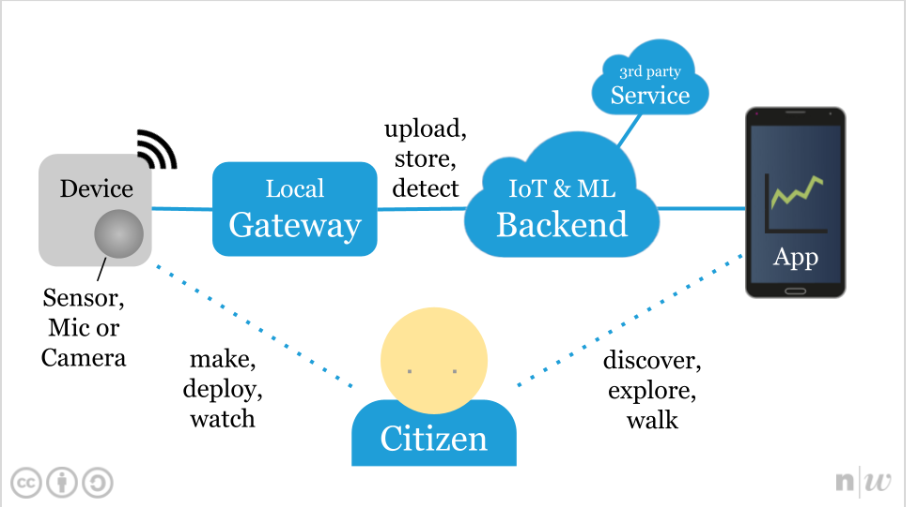 3rd party
Service
upload,
store,
detect
Device
Local
Gateway
IoT & ML
Backend
App
Sensor,
Mic or
Camera
make,
deploy,
watch
discover,
explore,
walk
Citizen
cc
n|w